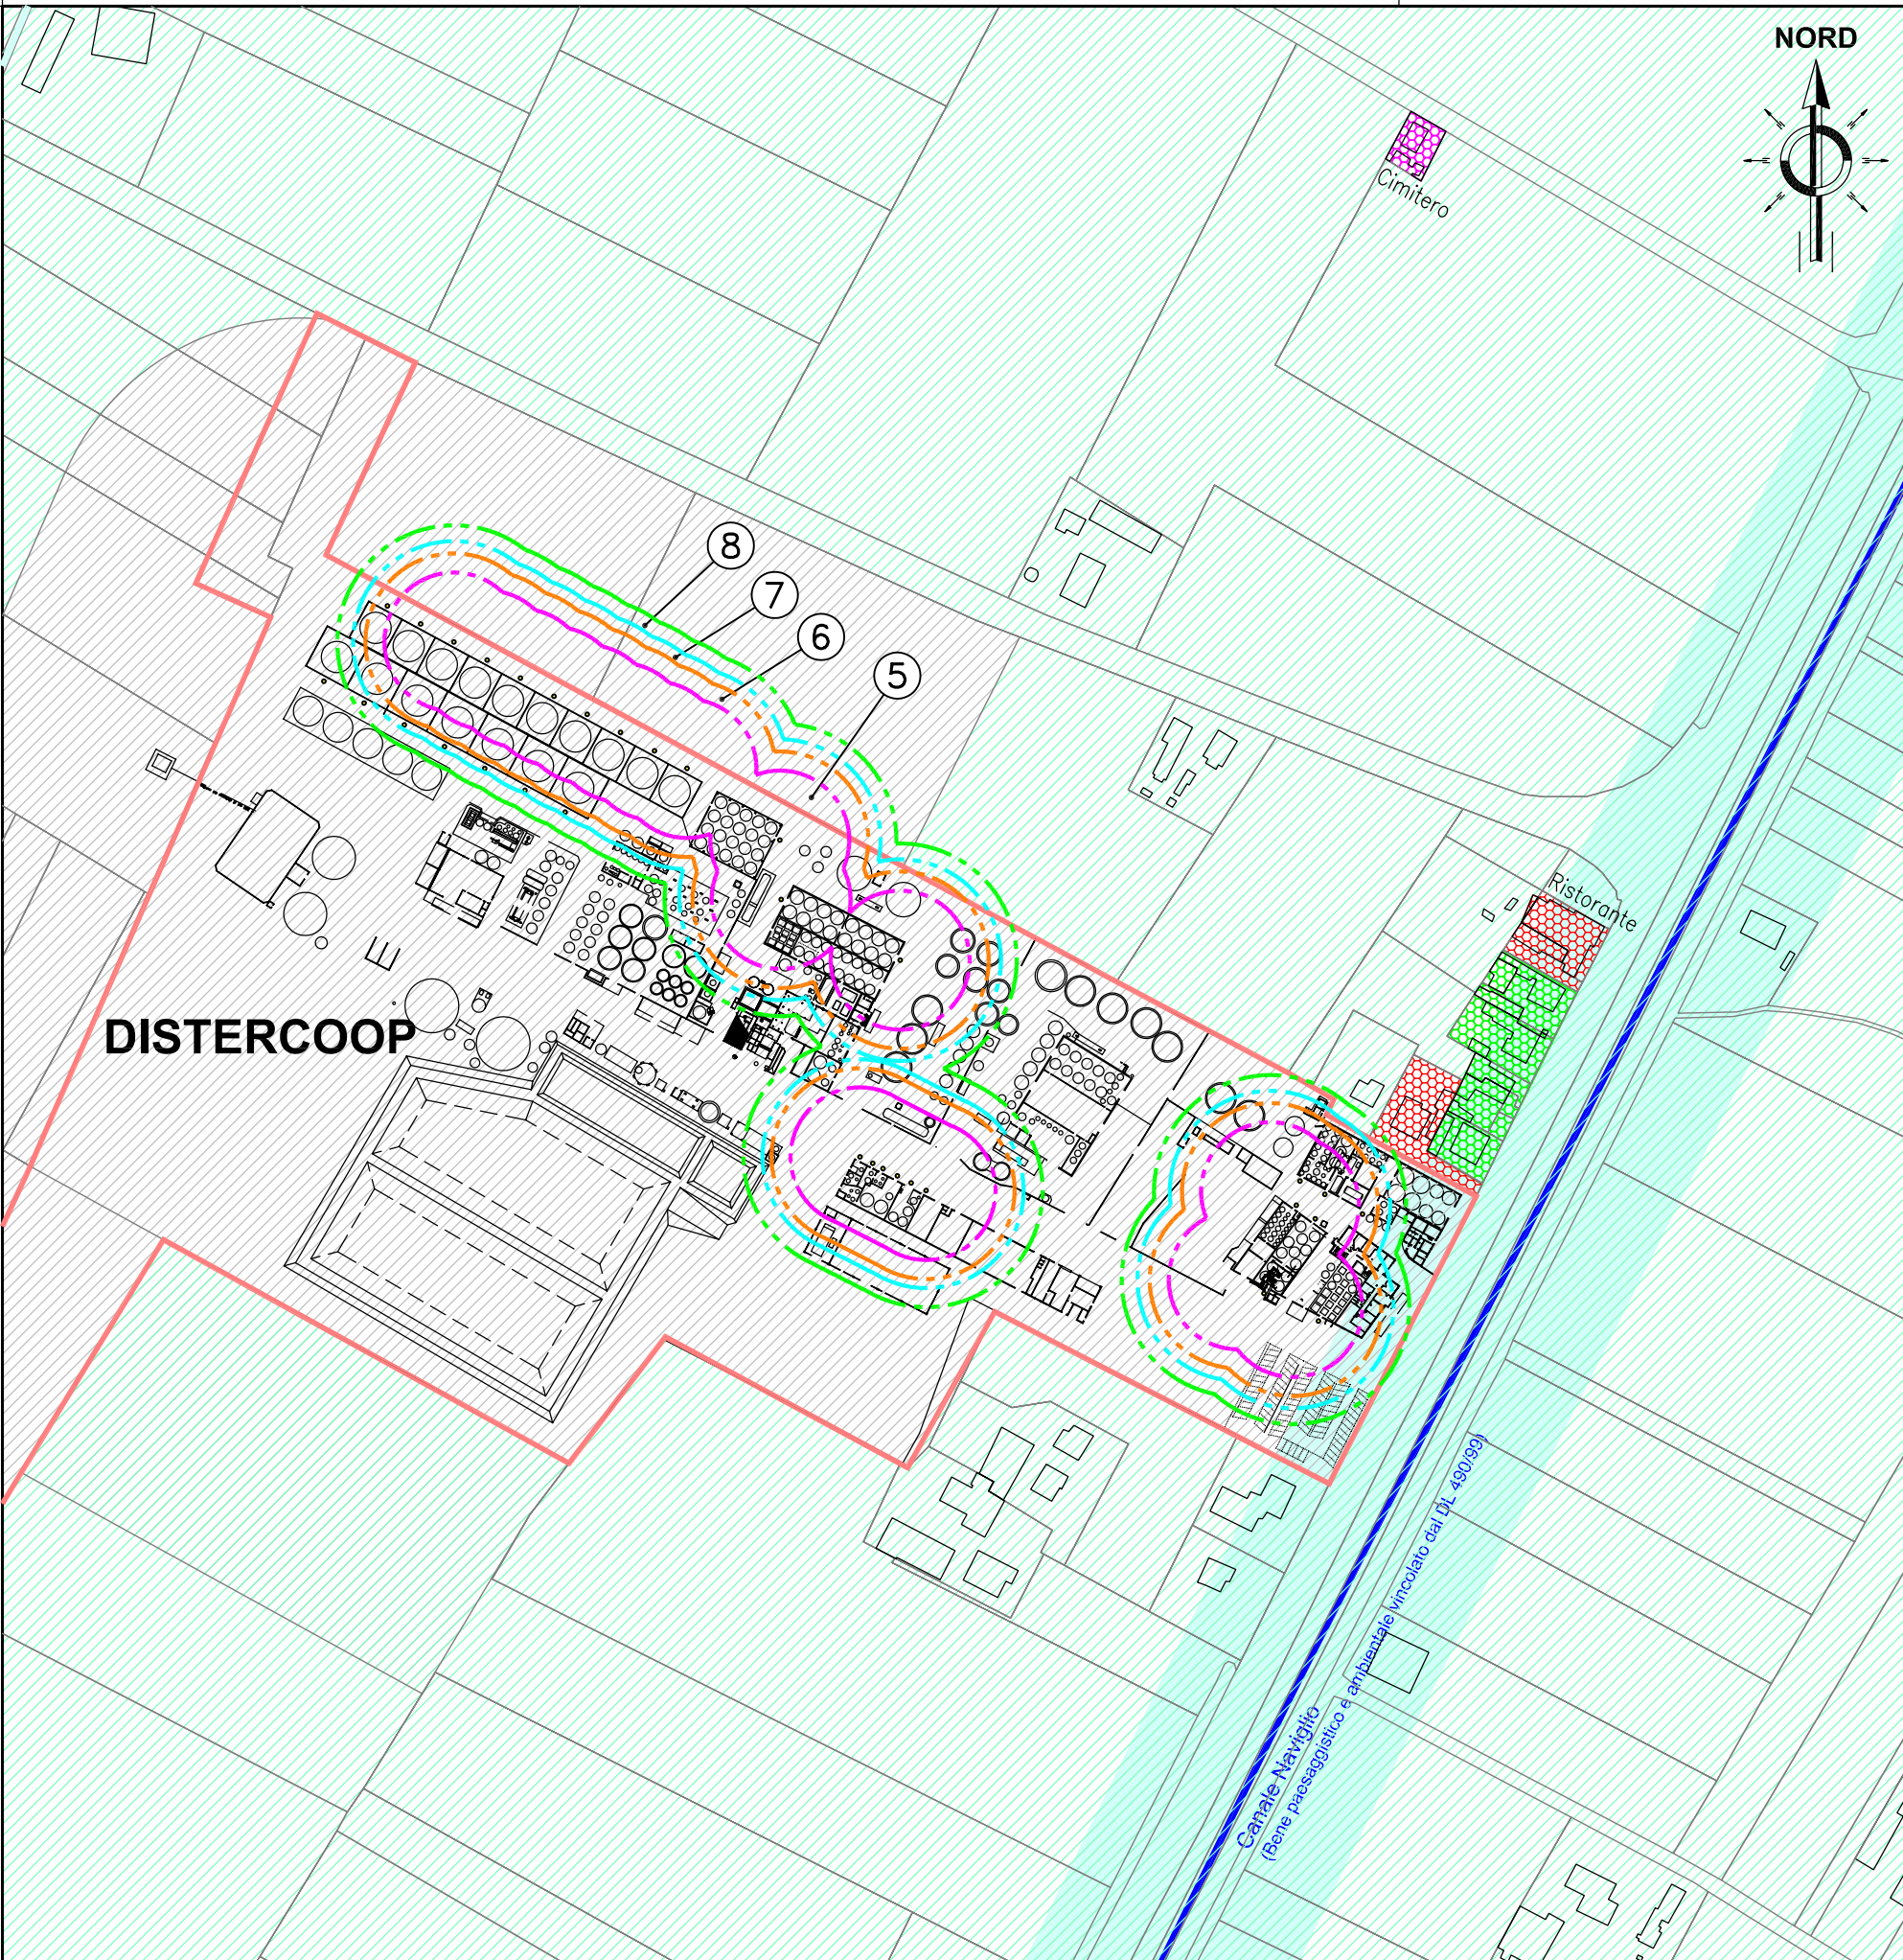 NORD
Cimitero
8
7
6
5
Ristorante
DISTERCOOP
Canale Naviglio
(Bene paesaggistico e ambientale vincolato dal DL 490/99)